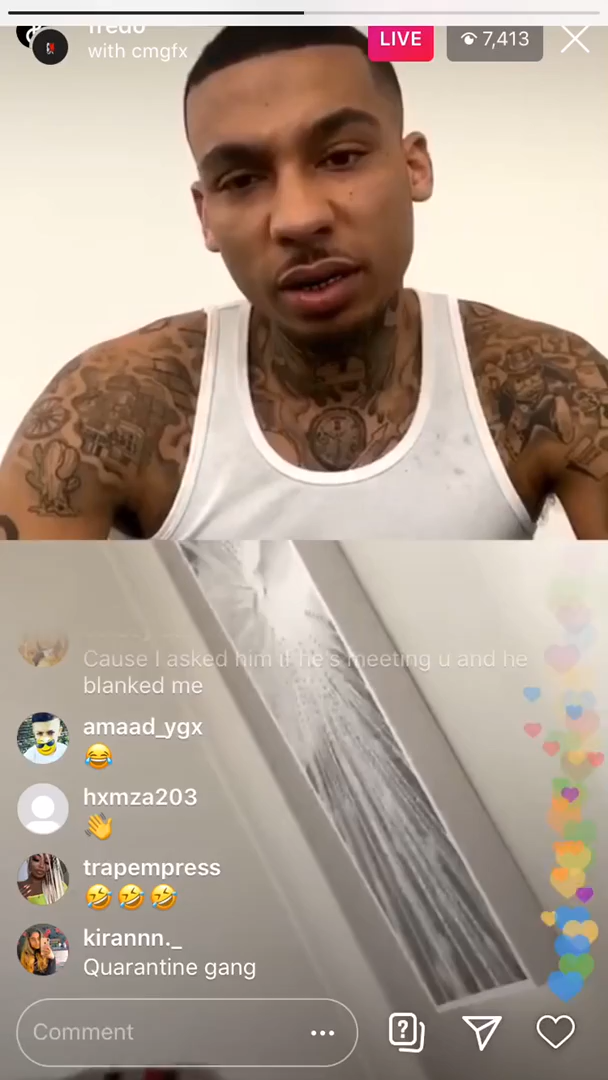 fredo
with cmgfx
LIVE
7,413
Cause I asked him if he's meeting u and he
blanked me
amaad_ygx
hxmza203
trapempress
kirannn._
Quarantine gang
Comment